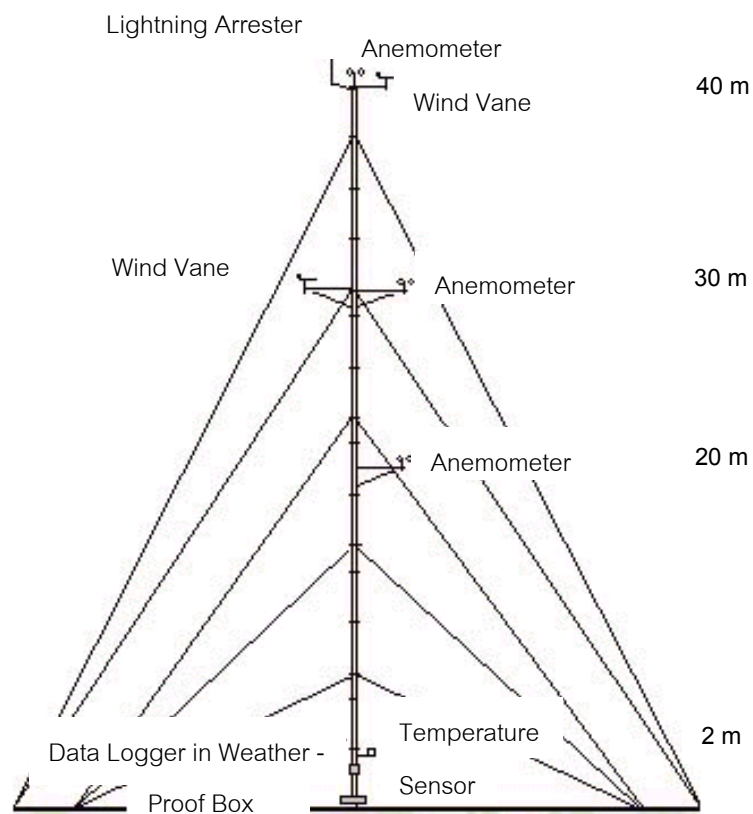 Lightning Arrester
Anemometer
40 m
Wind Vane
Wind Vane
Anemometer
30 m
Anemometer
20 m
Temperature
Sensor
2 m
Data Logger in Weather -
Proof Box